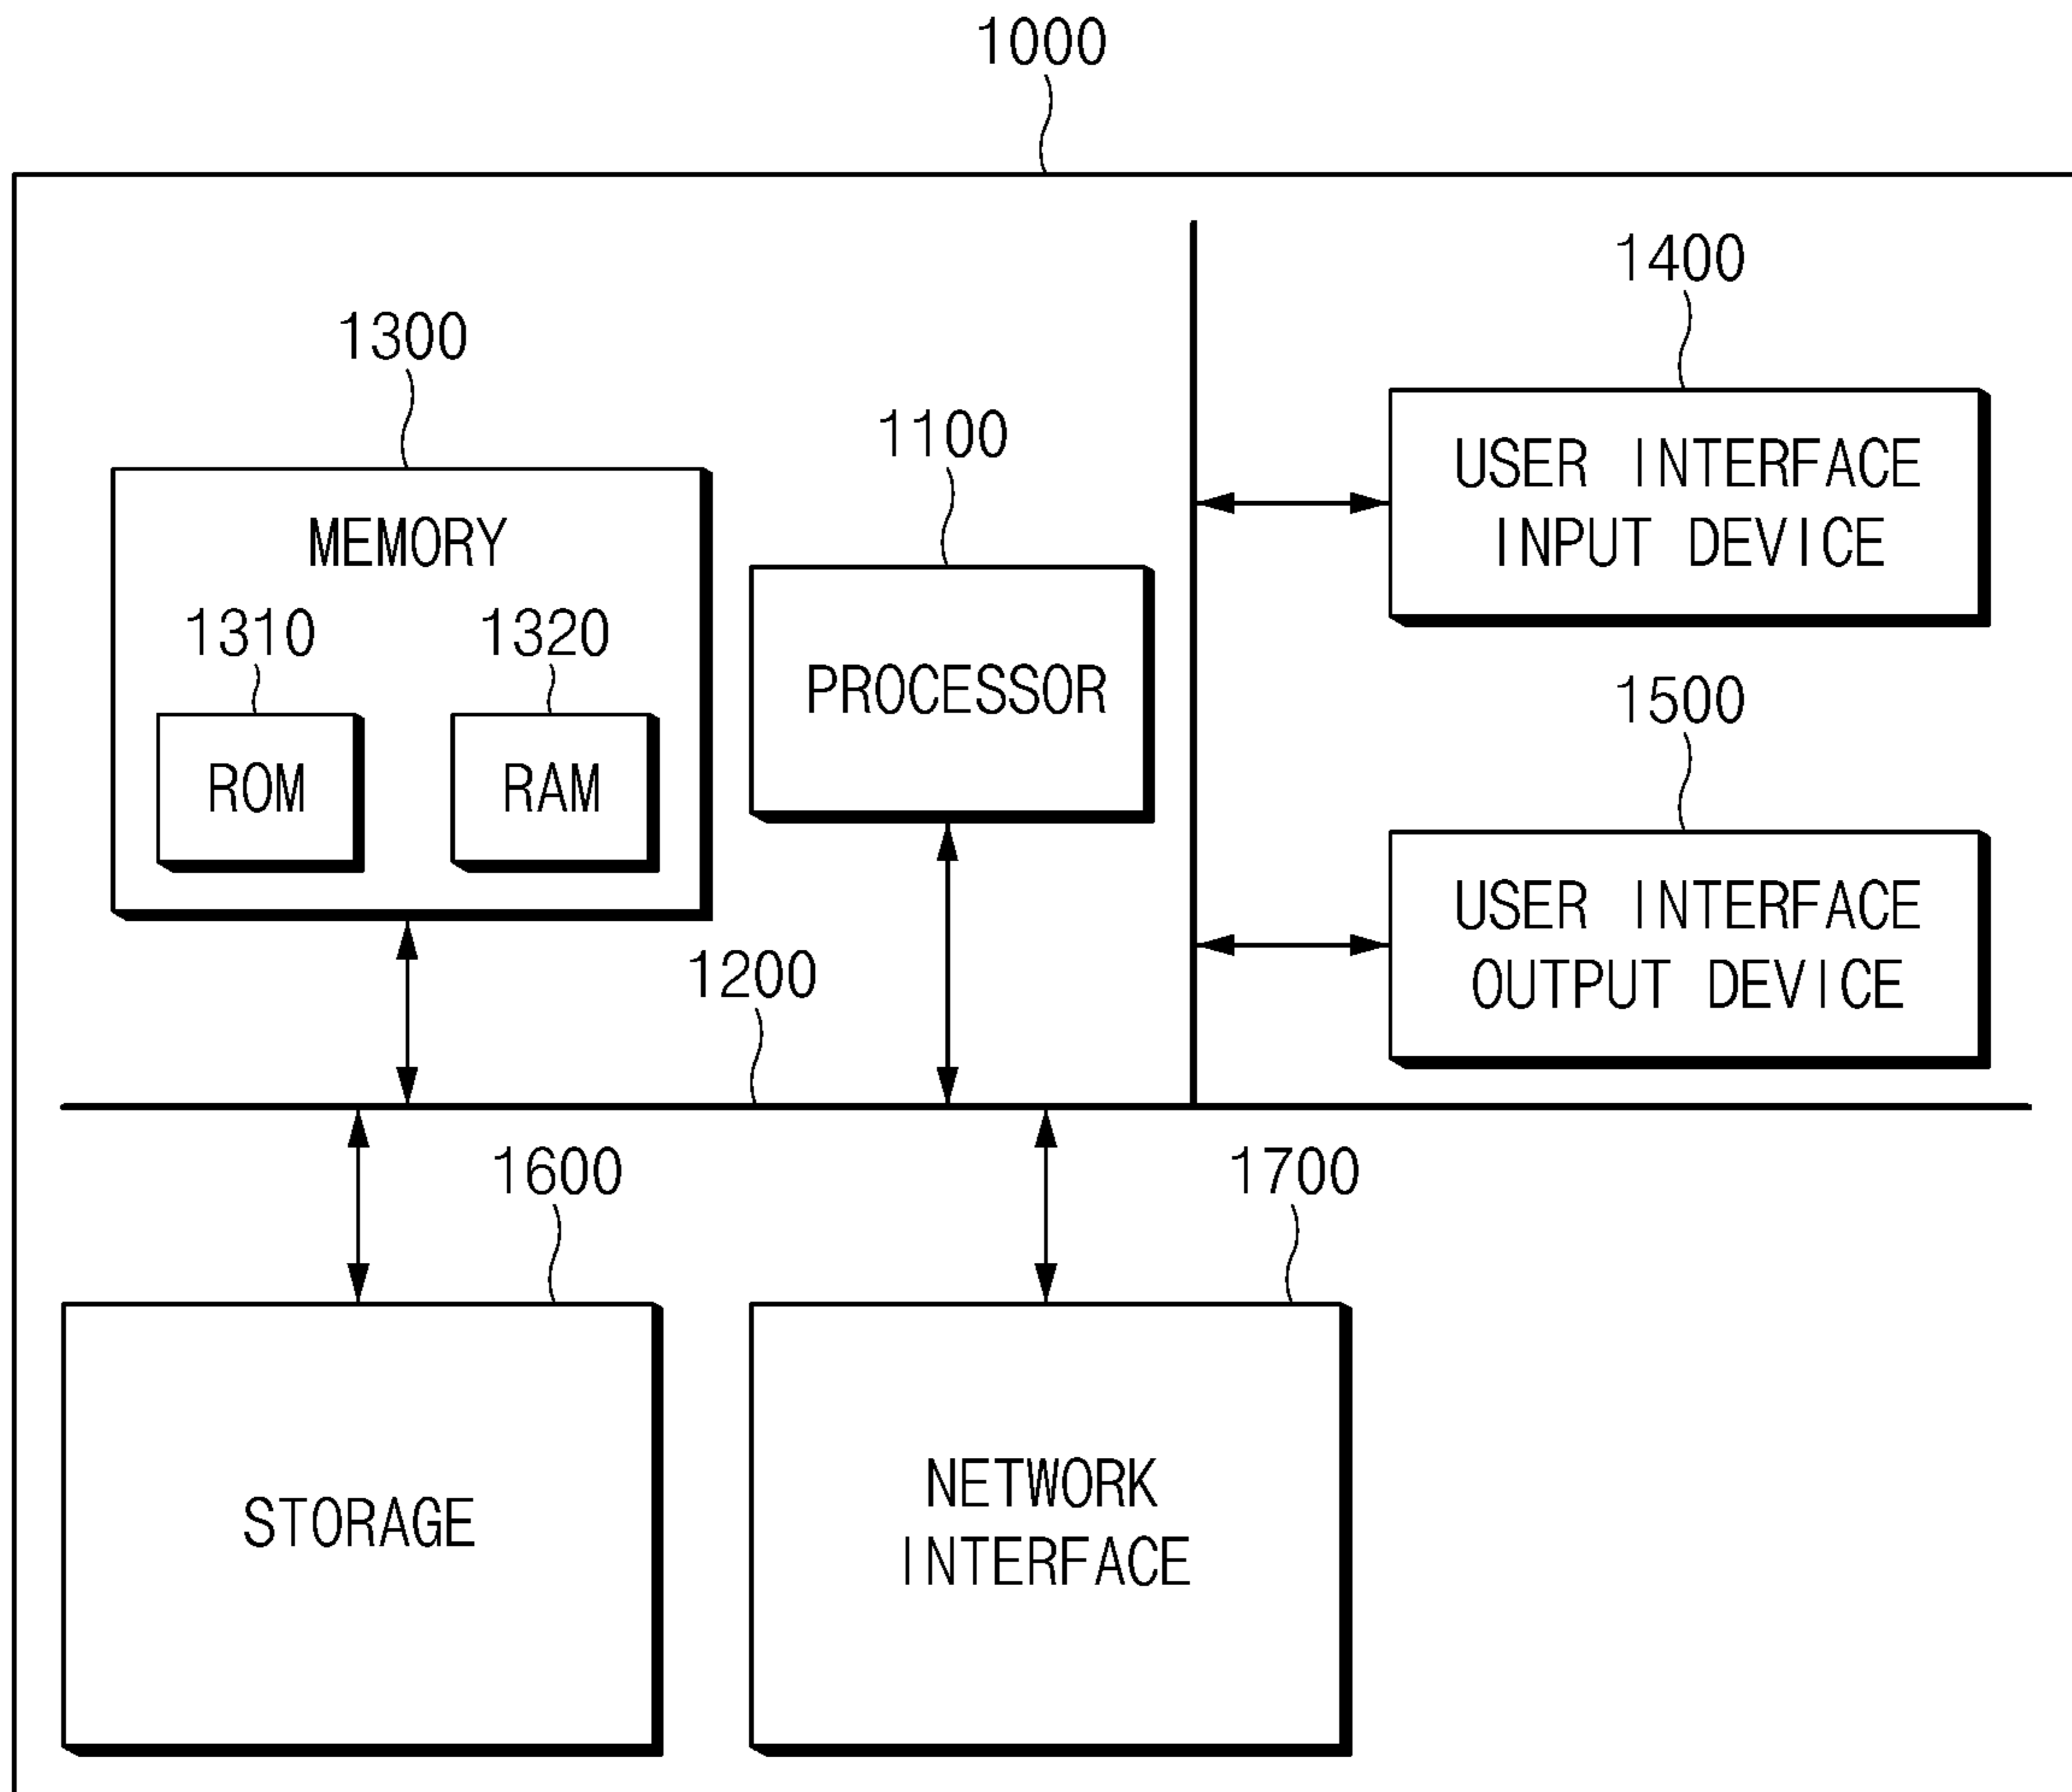 1000
1300
MEMORY
1310
ROM
1320
RAM
1100
PROCESSOR
1400
USER INTERFACE
INPUT DEVICE
1500
USER INTERFACE
OUTPUT DEVICE
1200
1600
STORAGE
1700
NETWORK
INTERFACE